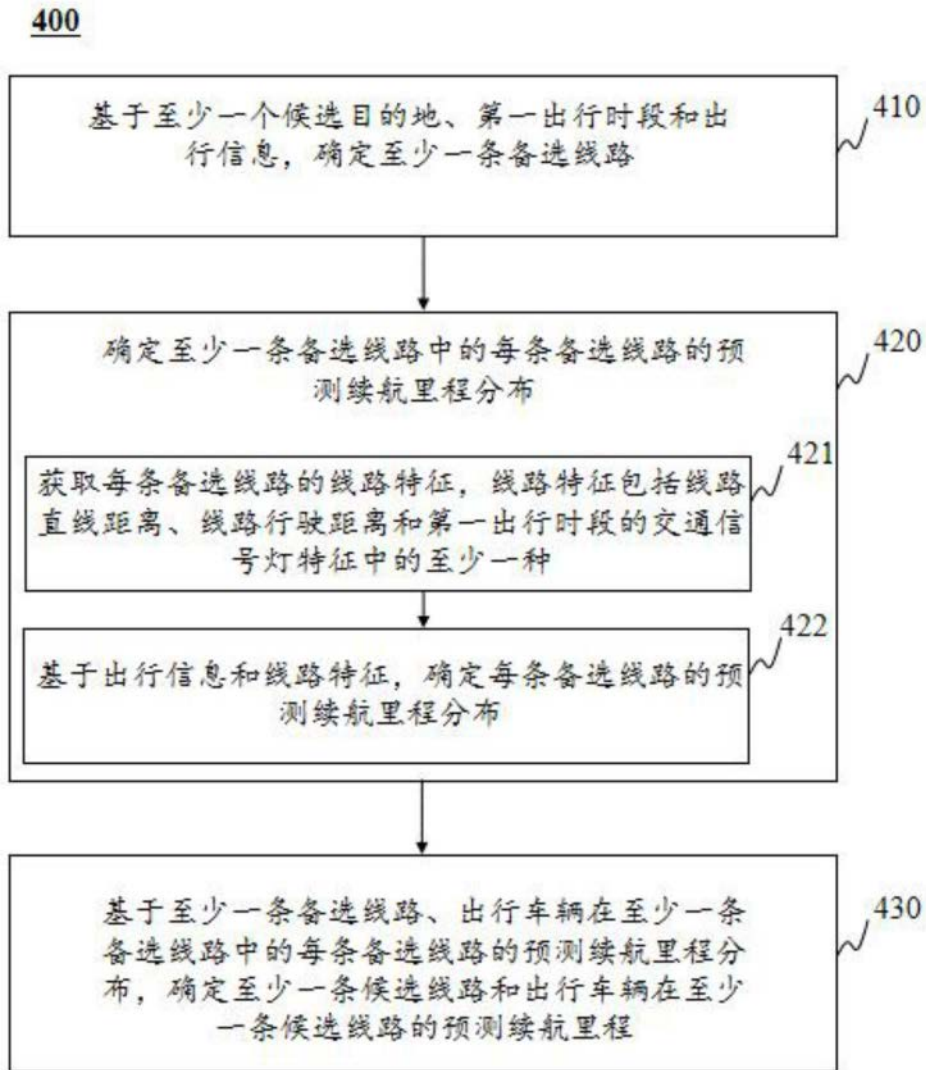 400
基于至少一个候选目的地、第一出行时段和出
行信息，确定至少一条备选线路
410
确定至少一条备选线路中的每条备选线路的预
测续航里程分布
420
获取每条备选线路的线路特征，线路特征包括线路
直线距离、线路行驶距离和第一出行时段的交通信
号灯特征中的至少一种
421
基于出行信息和线路特征，确定每条备选线路的预
测续航里程分布
422
基于至少一条备选线路、出行车辆在至少一条
备选线路中的每条备选线路的预测续航里程分
布，确定至少一条候选线路和出行车辆在至少
一条候选线路的预测续航里程
430